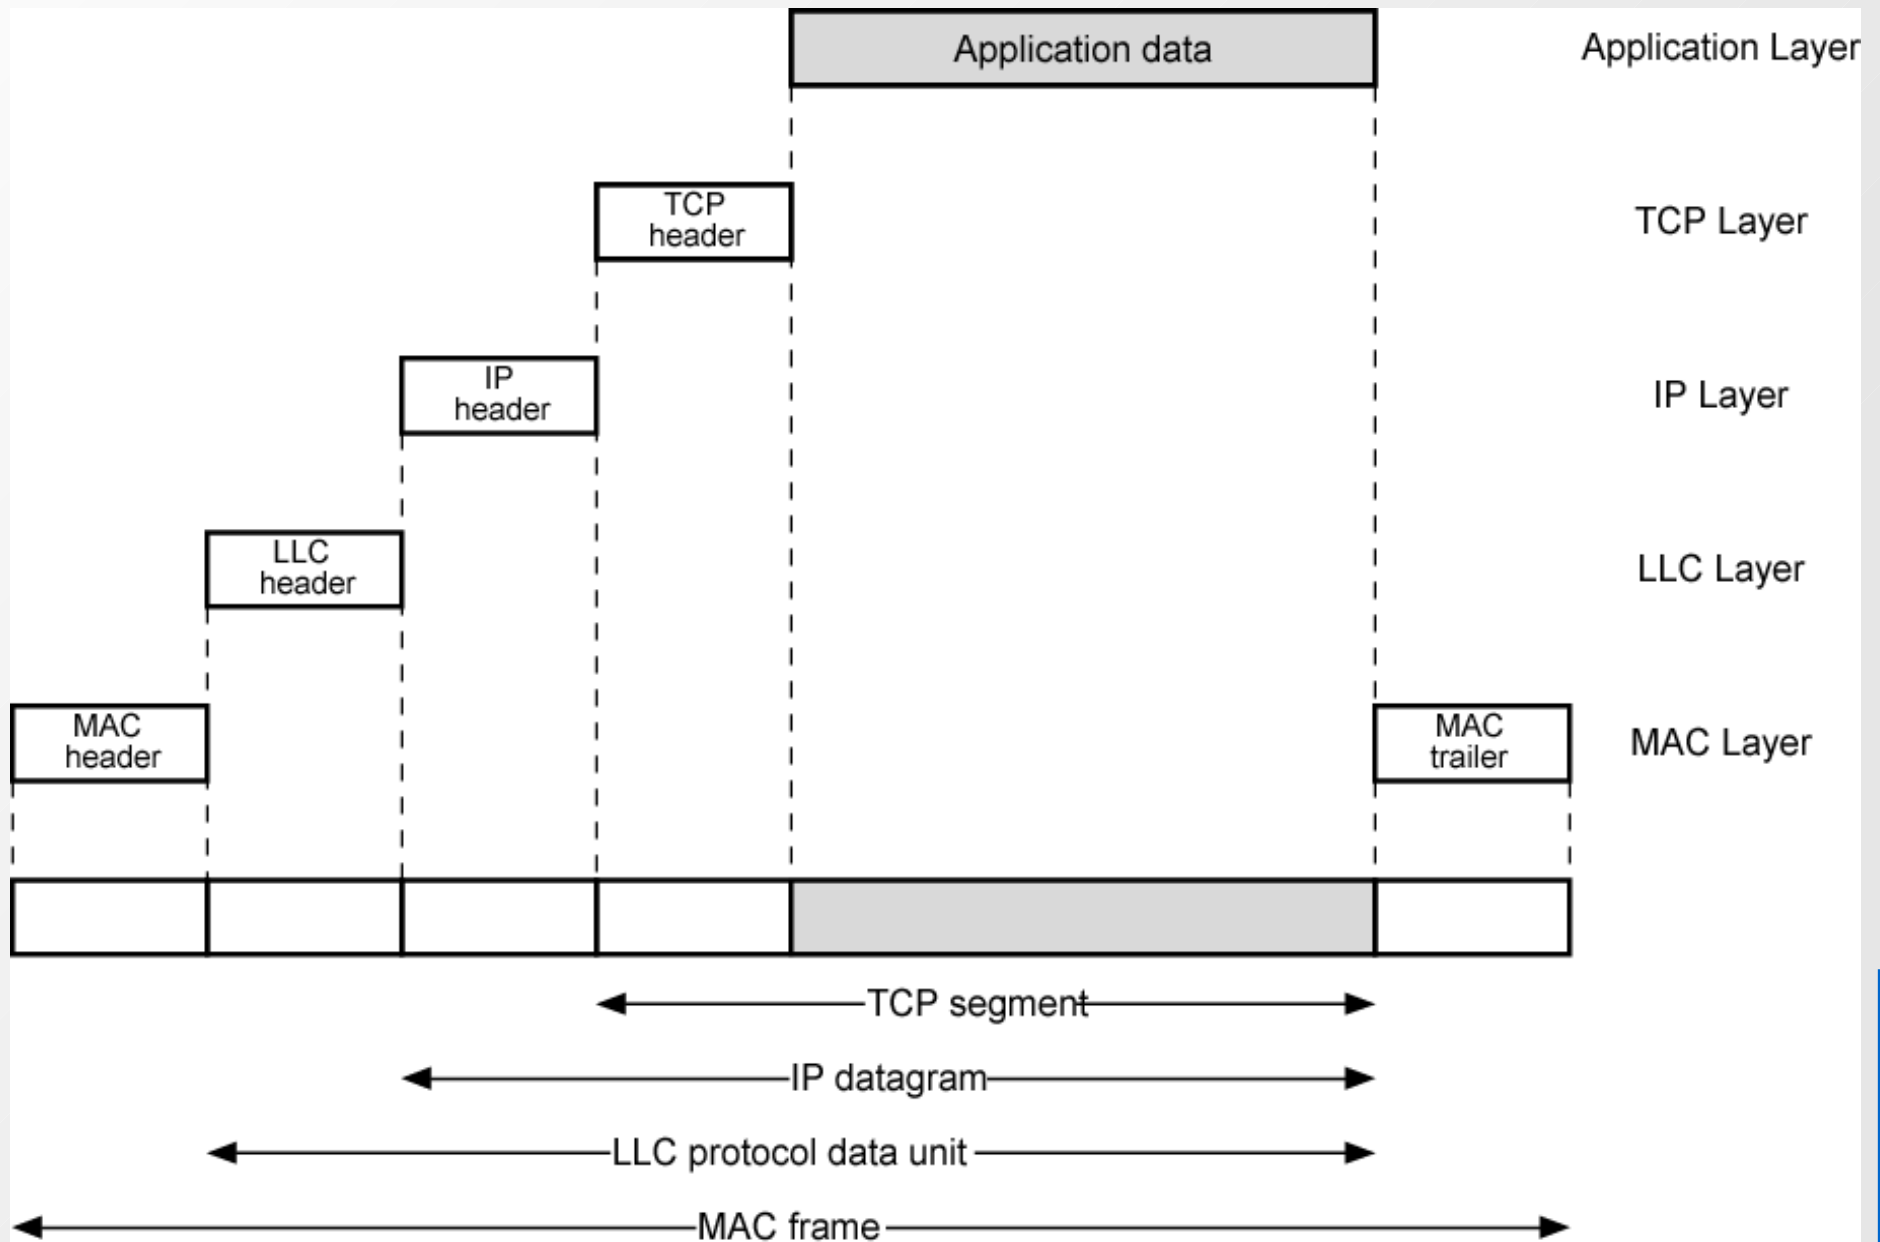 Application data
Application Layer
TCP
header
TCP Layer
IP
header
IP Layer
LLC
header
LLC Layer
MAC
header
MAC
trailer
MAC Layer
TCP segment
IP datagram
LLC protocol data unit
MAC frame